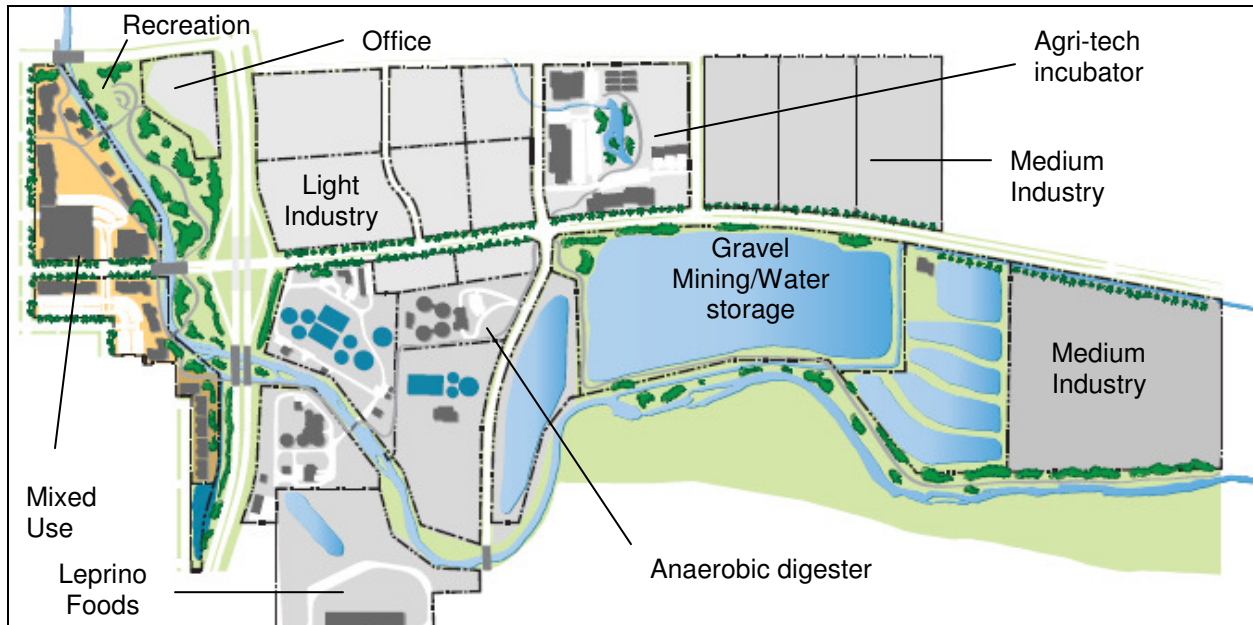 Recreation
Office
Agri-tech
incubator
Light
Industry
Medium
Industry
Gravel
Mining/Water
storage
Medium
Industry
Mixed
Use
Anaerobic digester
Leprino
Foods